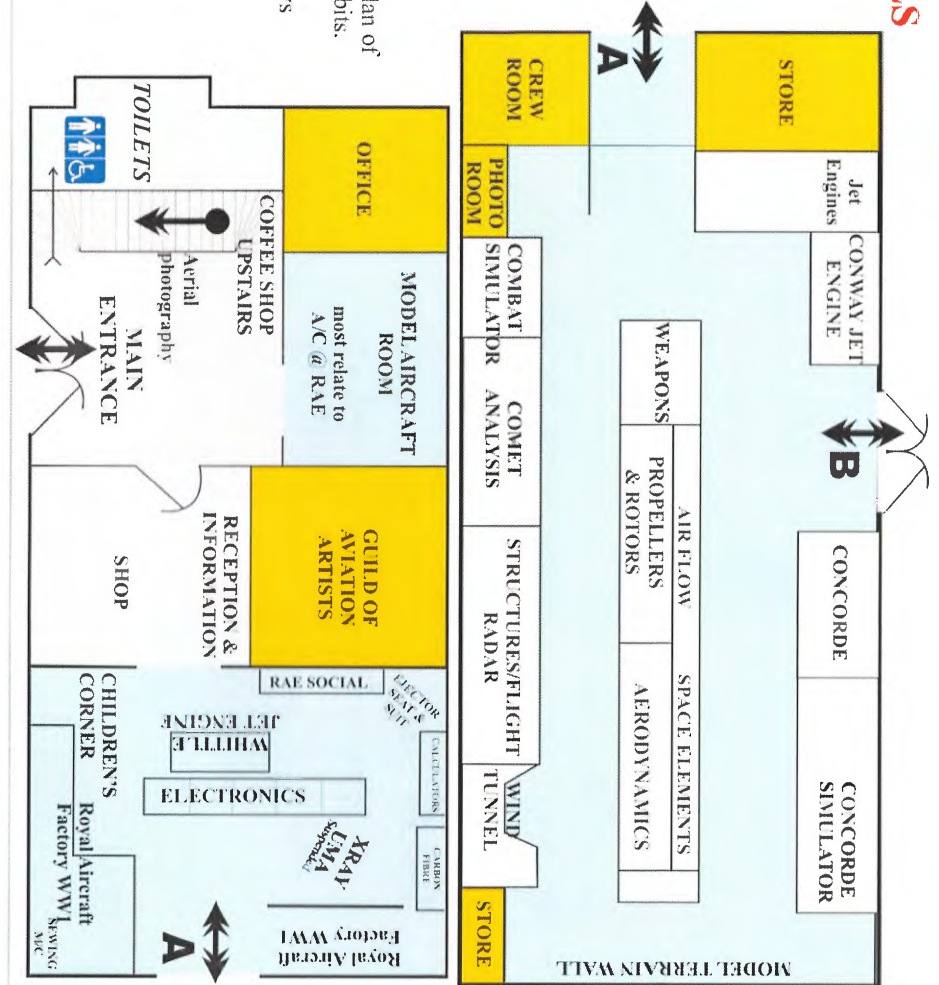 STORE
Jet
Engines
CONWAY JET
ENGINE
B
CONCORDE
CONCORDE
SIMULATOR
A
WEAPONS
AIR FLOW
SPACE ELEMENTS
PROPELLERS
& ROTORS
AERODYNAMICS
MODEL TERRAIN WALL
CREW
ROOM
PHOTO
ROOM
COMBAT
SIMULATOR
COMET
ANALYSIS
STRUCTURES/FLIGHT
RADAR
WIND
TUNNEL
STORE
lan of
bits.
rs
OFFICE
MODEL AIRCRAFT
ROOM
most relate to
A/C @ RAE
GUILD OF
AVIATION
ARTISTS
EJECTOR
SEAT &
SUIT
CALCULATORS
CARBON
FIBRE
RAE SOCIAL
WHITTLE
JET ENGINE
ELECTRONICS
XRAY
UMA
Suspended
Royal Aircraft
Factory WW1
TOILETS
COFFEE SHOP
UPSTAIRS
Aerial
photography
MAIN
ENTRANCE
RECEPTION &
INFORMATION
SHOP
CHILDREN'S
CORNER
Royal Aircraft
Factory WW1
SEWING
M/C
A